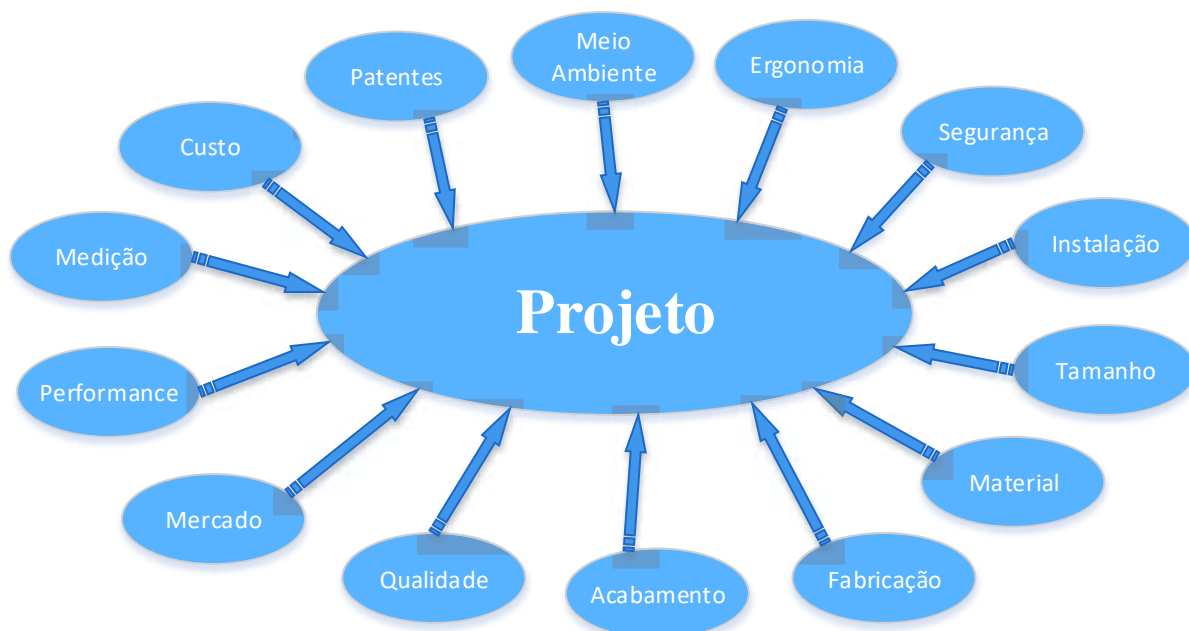 Meio
Ambiente
Patentes
Ergonomia
Custo
Segurança
Medição
Instalação
Projeto
Performance
Tamanho
Mercado
Material
Qualidade
Acabamento
Fabricação